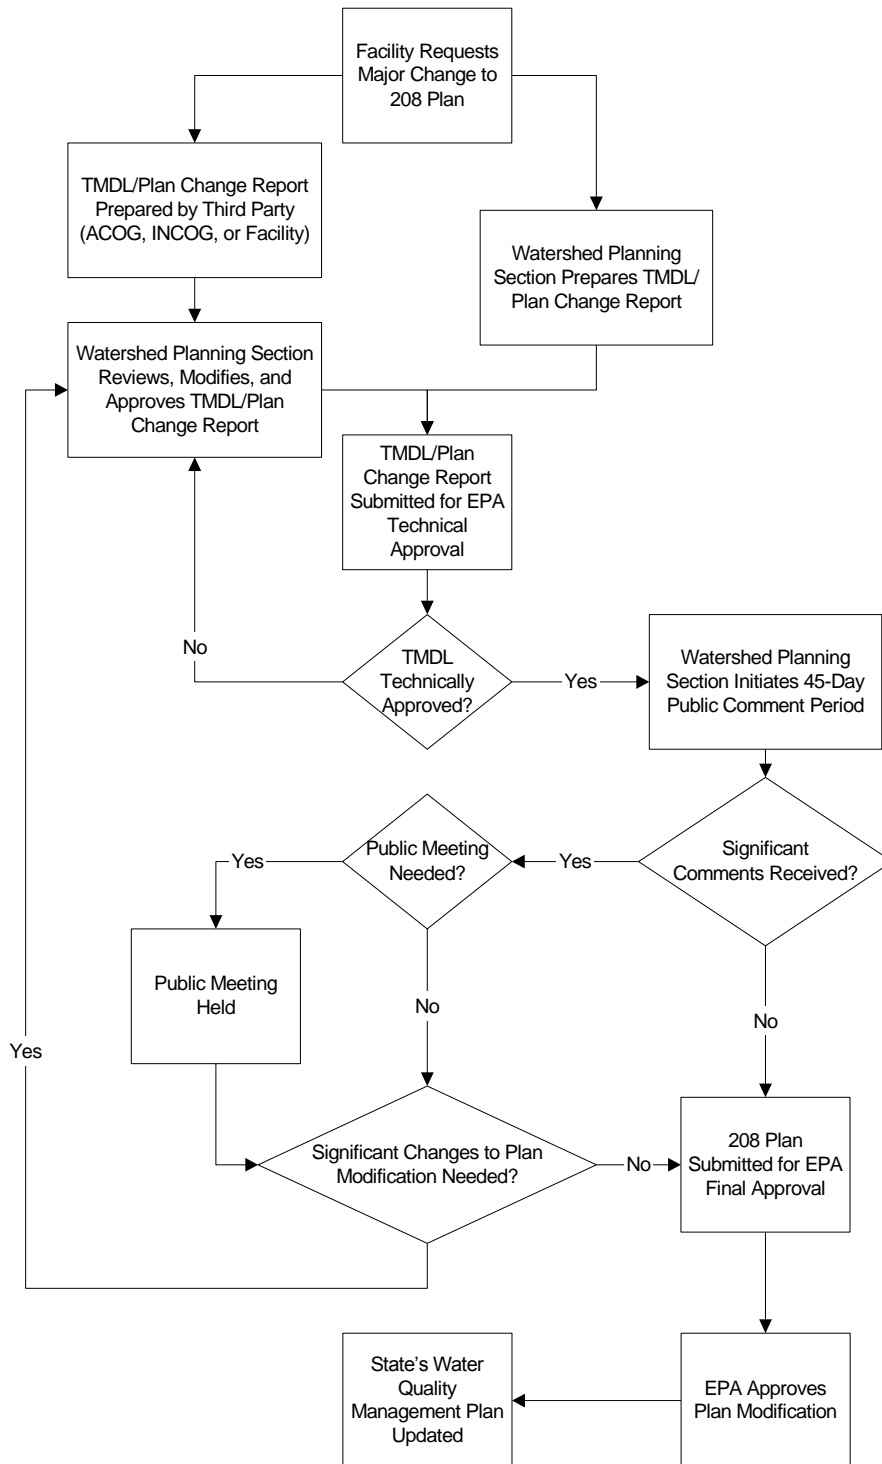 Facility Requests
Major Change to
208 Plan
TMDL/Plan Change Report
Prepared by Third Party
(ACOG, INCOG, or Facility)
Watershed Planning
Section Prepares TMDL/
Plan Change Report
Watershed Planning Section
Reviews, Modifies, and
Approves TMDL/Plan
Change Report
TMDL/Plan
Change Report
Submitted for EPA
Technical
Approval
No
TMDL
Technically
Approved?
Yes
Watershed Planning
Section Initiates 45-Day
Public Comment Period
Yes
Public Meeting
Needed?
Yes
Significant
Comments Received?
Public Meeting
Held
No
No
Yes
Significant Changes to Plan
Modification Needed?
No
208 Plan
Submitted for EPA
Final Approval
State's Water
Quality
Management Plan
Updated
EPA Approves
Plan Modification